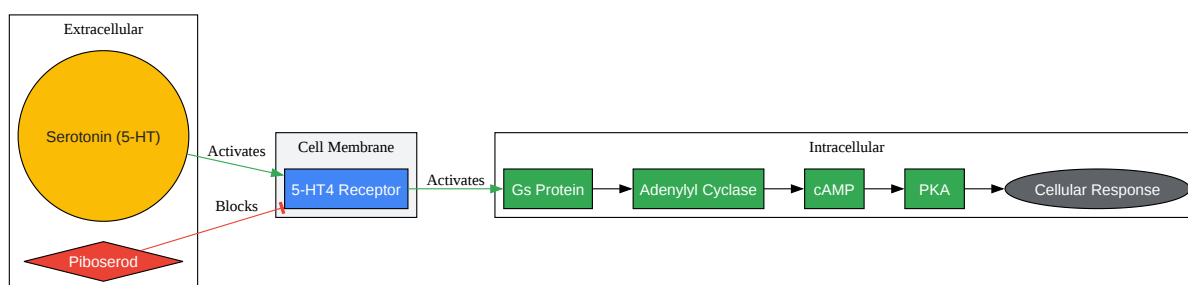 Extracellular
Serotonin (5-HT)
Piboserod
Activates
Blocks
Cell Membrane
5-HT4 Receptor
Activates
Intracellular
Gs Protein
Adenylyl Cyclase
cAMP
PKA
Cellular Response